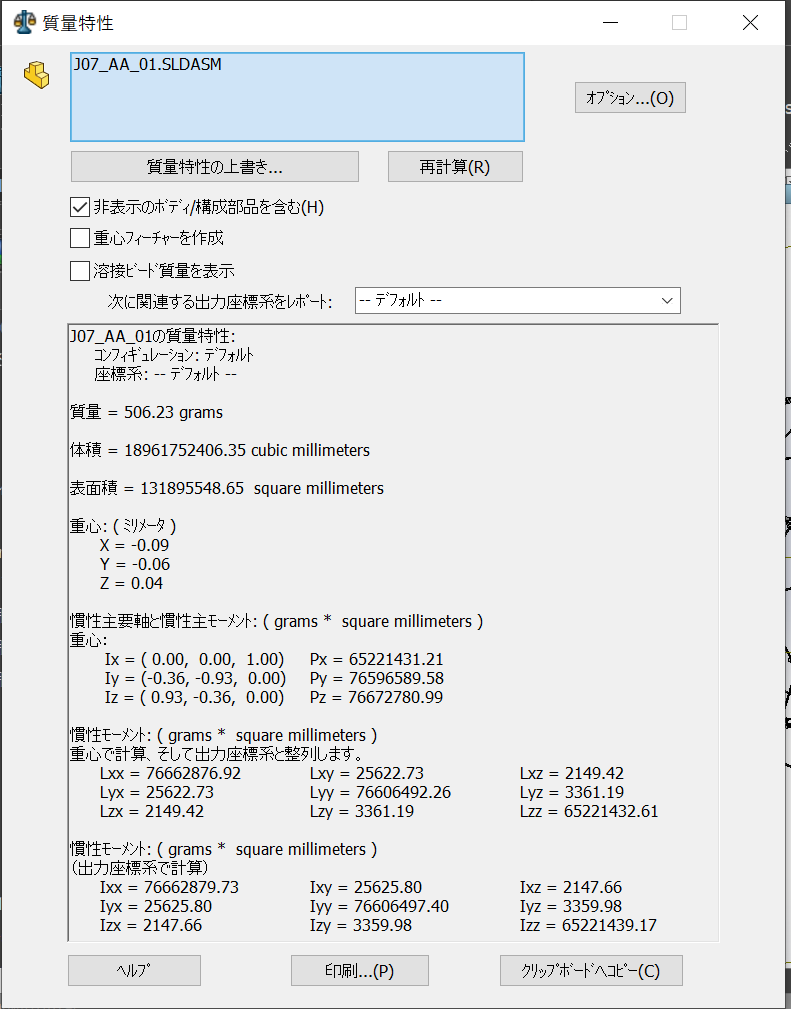 質量特性
J07_AA_01.SLDASM
ｵﾌﾟｼｮﾝ...(O)
質量特性の上書き...
再計算(R)
非表示のﾎﾞﾃﾞｨ/構成部品を含む(H)
重心ﾌｨｰﾁｬｰを作成
溶接ﾋﾞｰﾄﾞ質量を表示
次に関連する出力座標系をﾚﾎﾟｰﾄ:
-- ﾃﾞﾌｫﾙﾄ --
J07_AA_01の質量特性:
ｺﾝﾌｨｷﾞｭﾚｰｼｮﾝ: ﾃﾞﾌｫﾙﾄ
座標系: -- ﾃﾞﾌｫﾙﾄ --
質量 = 506.23 grams
体積 = 18961752406.35 cubic millimeters
表面積 = 131895548.65 square millimeters
重心: ( ﾐﾘﾒｰﾀ )
X = -0.09
Y = -0.06
Z = 0.04
慣性主要軸と慣性主ﾓｰﾒﾝﾄ: ( grams * square millimeters )
重心:
Ix = ( 0.00, 0.00, 1.00) Px = 65221431.21
Iy = (-0.36, -0.93, 0.00) Py = 76596589.58
Iz = ( 0.93, -0.36, 0.00) Pz = 76672780.99
慣性ﾓｰﾒﾝﾄ: ( grams * square millimeters )
重心で計算、そして出力座標系と整列します。
Lxx = 76662876.92 Lxy = 25622.73 Lxz = 2149.42
Lyx = 25622.73 Lyy = 76606492.26 Lyz = 3361.19
Lzx = 2149.42 Lzy = 3361.19 Lzz = 65221432.61
慣性ﾓｰﾒﾝﾄ: ( grams * square millimeters )
(出力座標系で計算)
Ixx = 76662879.73 Ixy = 25625.80 Ixz = 2147.66
Iyx = 25625.80 Iyy = 76606497.40 Iyz = 3359.98
Izx = 2147.66 Izy = 3359.98 Izz = 65221439.17
ﾍﾙﾌﾟ
印刷...(P)
ｸﾘｯﾌﾟﾎﾞｰﾄﾞへｺﾋﾟｰ(C)